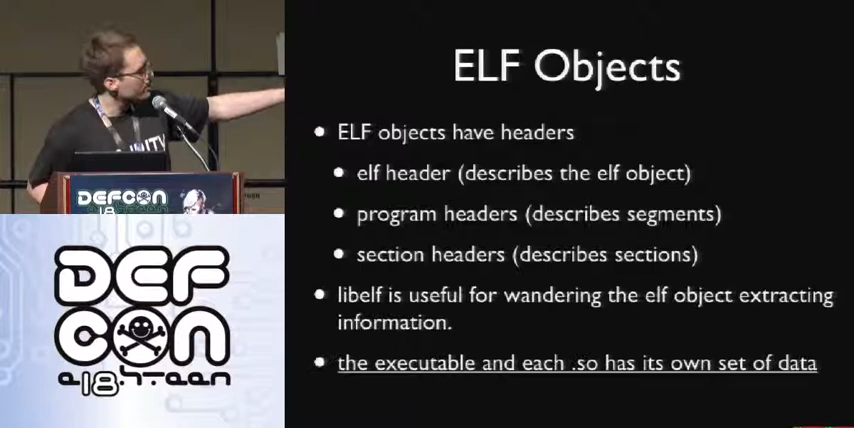 ELF Objects
ELF objects have headers
elf header (describes the elf object)
program headers (describes segments)
section headers (describes sections)
libelf is useful for wandering the elf object extracting
information.
the executable and each .so has its own set of data
DEFCON
18
DEF
CON
e18hteen